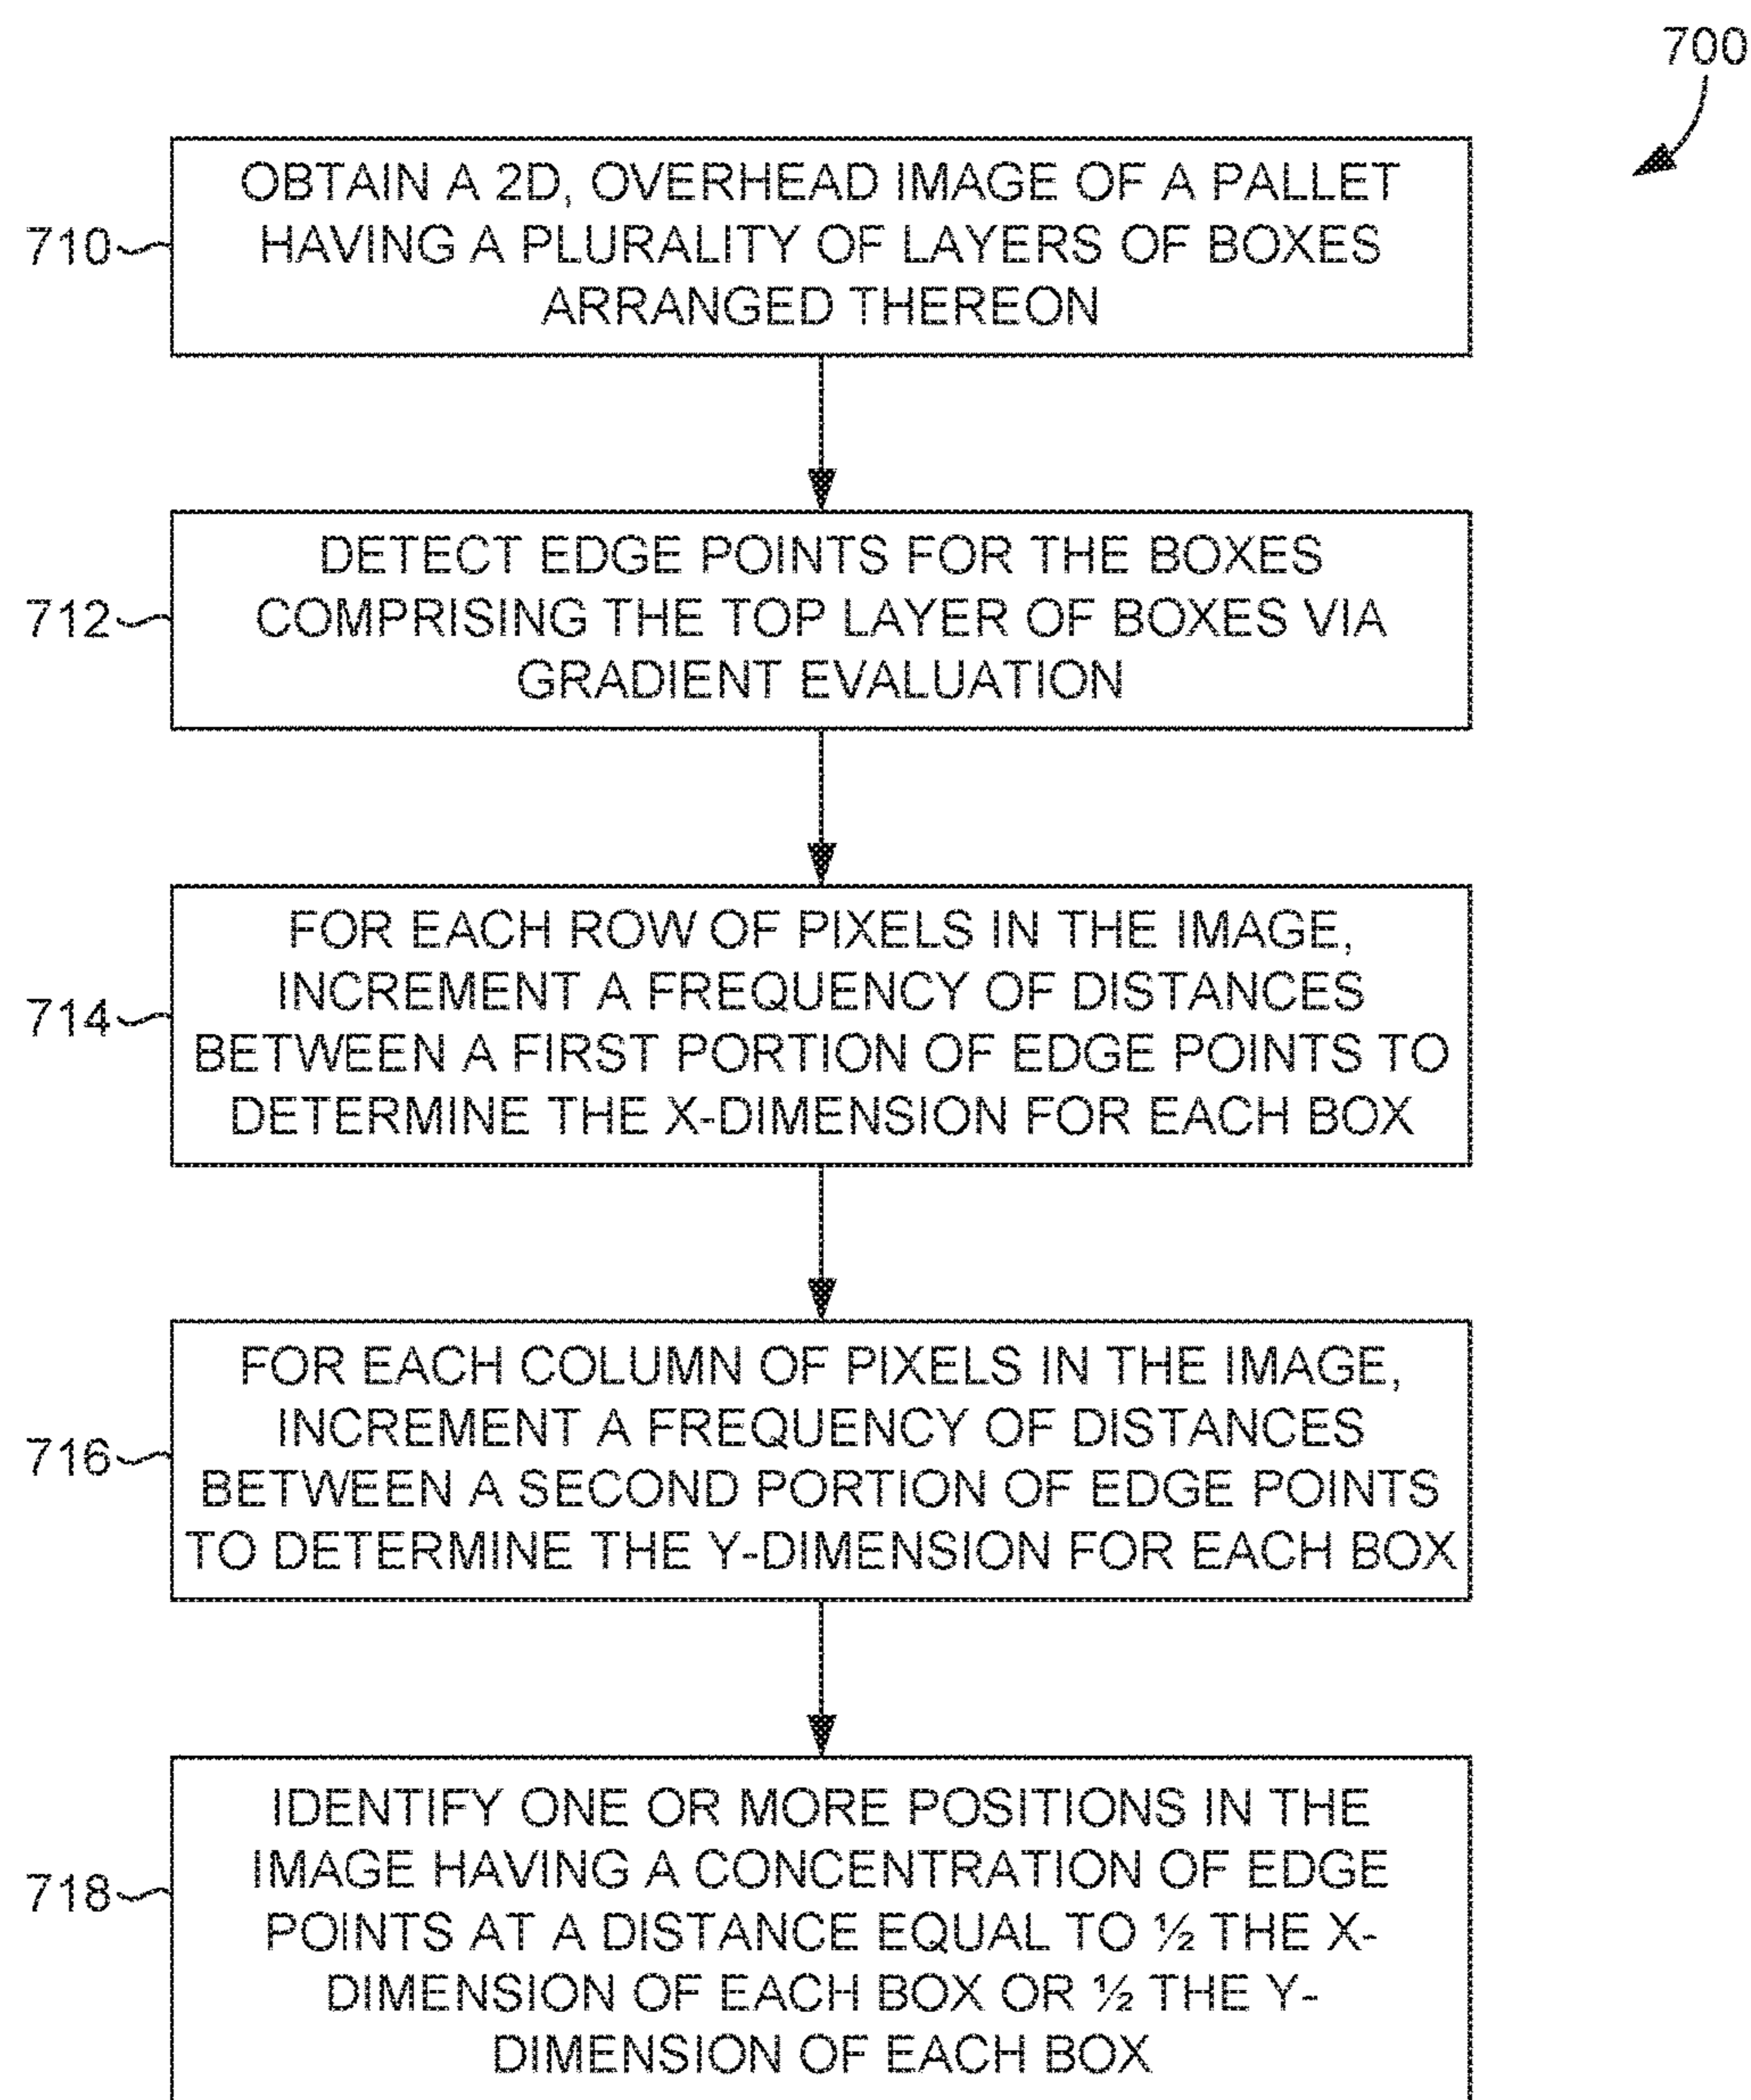 700
710
OBTAIN A 2D, OVERHEAD IMAGE OF A PALLET
HAVING A PLURALITY OF LAYERS OF BOXES
ARRANGED THEREON
712
DETECT EDGE POINTS FOR THE BOXES
COMPRISING THE TOP LAYER OF BOXES VIA
GRADIENT EVALUATION
714
FOR EACH ROW OF PIXELS IN THE IMAGE,
INCREMENT A FREQUENCY OF DISTANCES
BETWEEN A FIRST PORTION OF EDGE POINTS TO
DETERMINE THE X-DIMENSION FOR EACH BOX
716
FOR EACH COLUMN OF PIXELS IN THE IMAGE,
INCREMENT A FREQUENCY OF DISTANCES
BETWEEN A SECOND PORTION OF EDGE POINTS
TO DETERMINE THE Y-DIMENSION FOR EACH BOX
718
IDENTIFY ONE OR MORE POSITIONS IN THE
IMAGE HAVING A CONCENTRATION OF EDGE
POINTS AT A DISTANCE EQUAL TO ½ THE X-
DIMENSION OF EACH BOX OR ½ THE Y-
DIMENSION OF EACH BOX